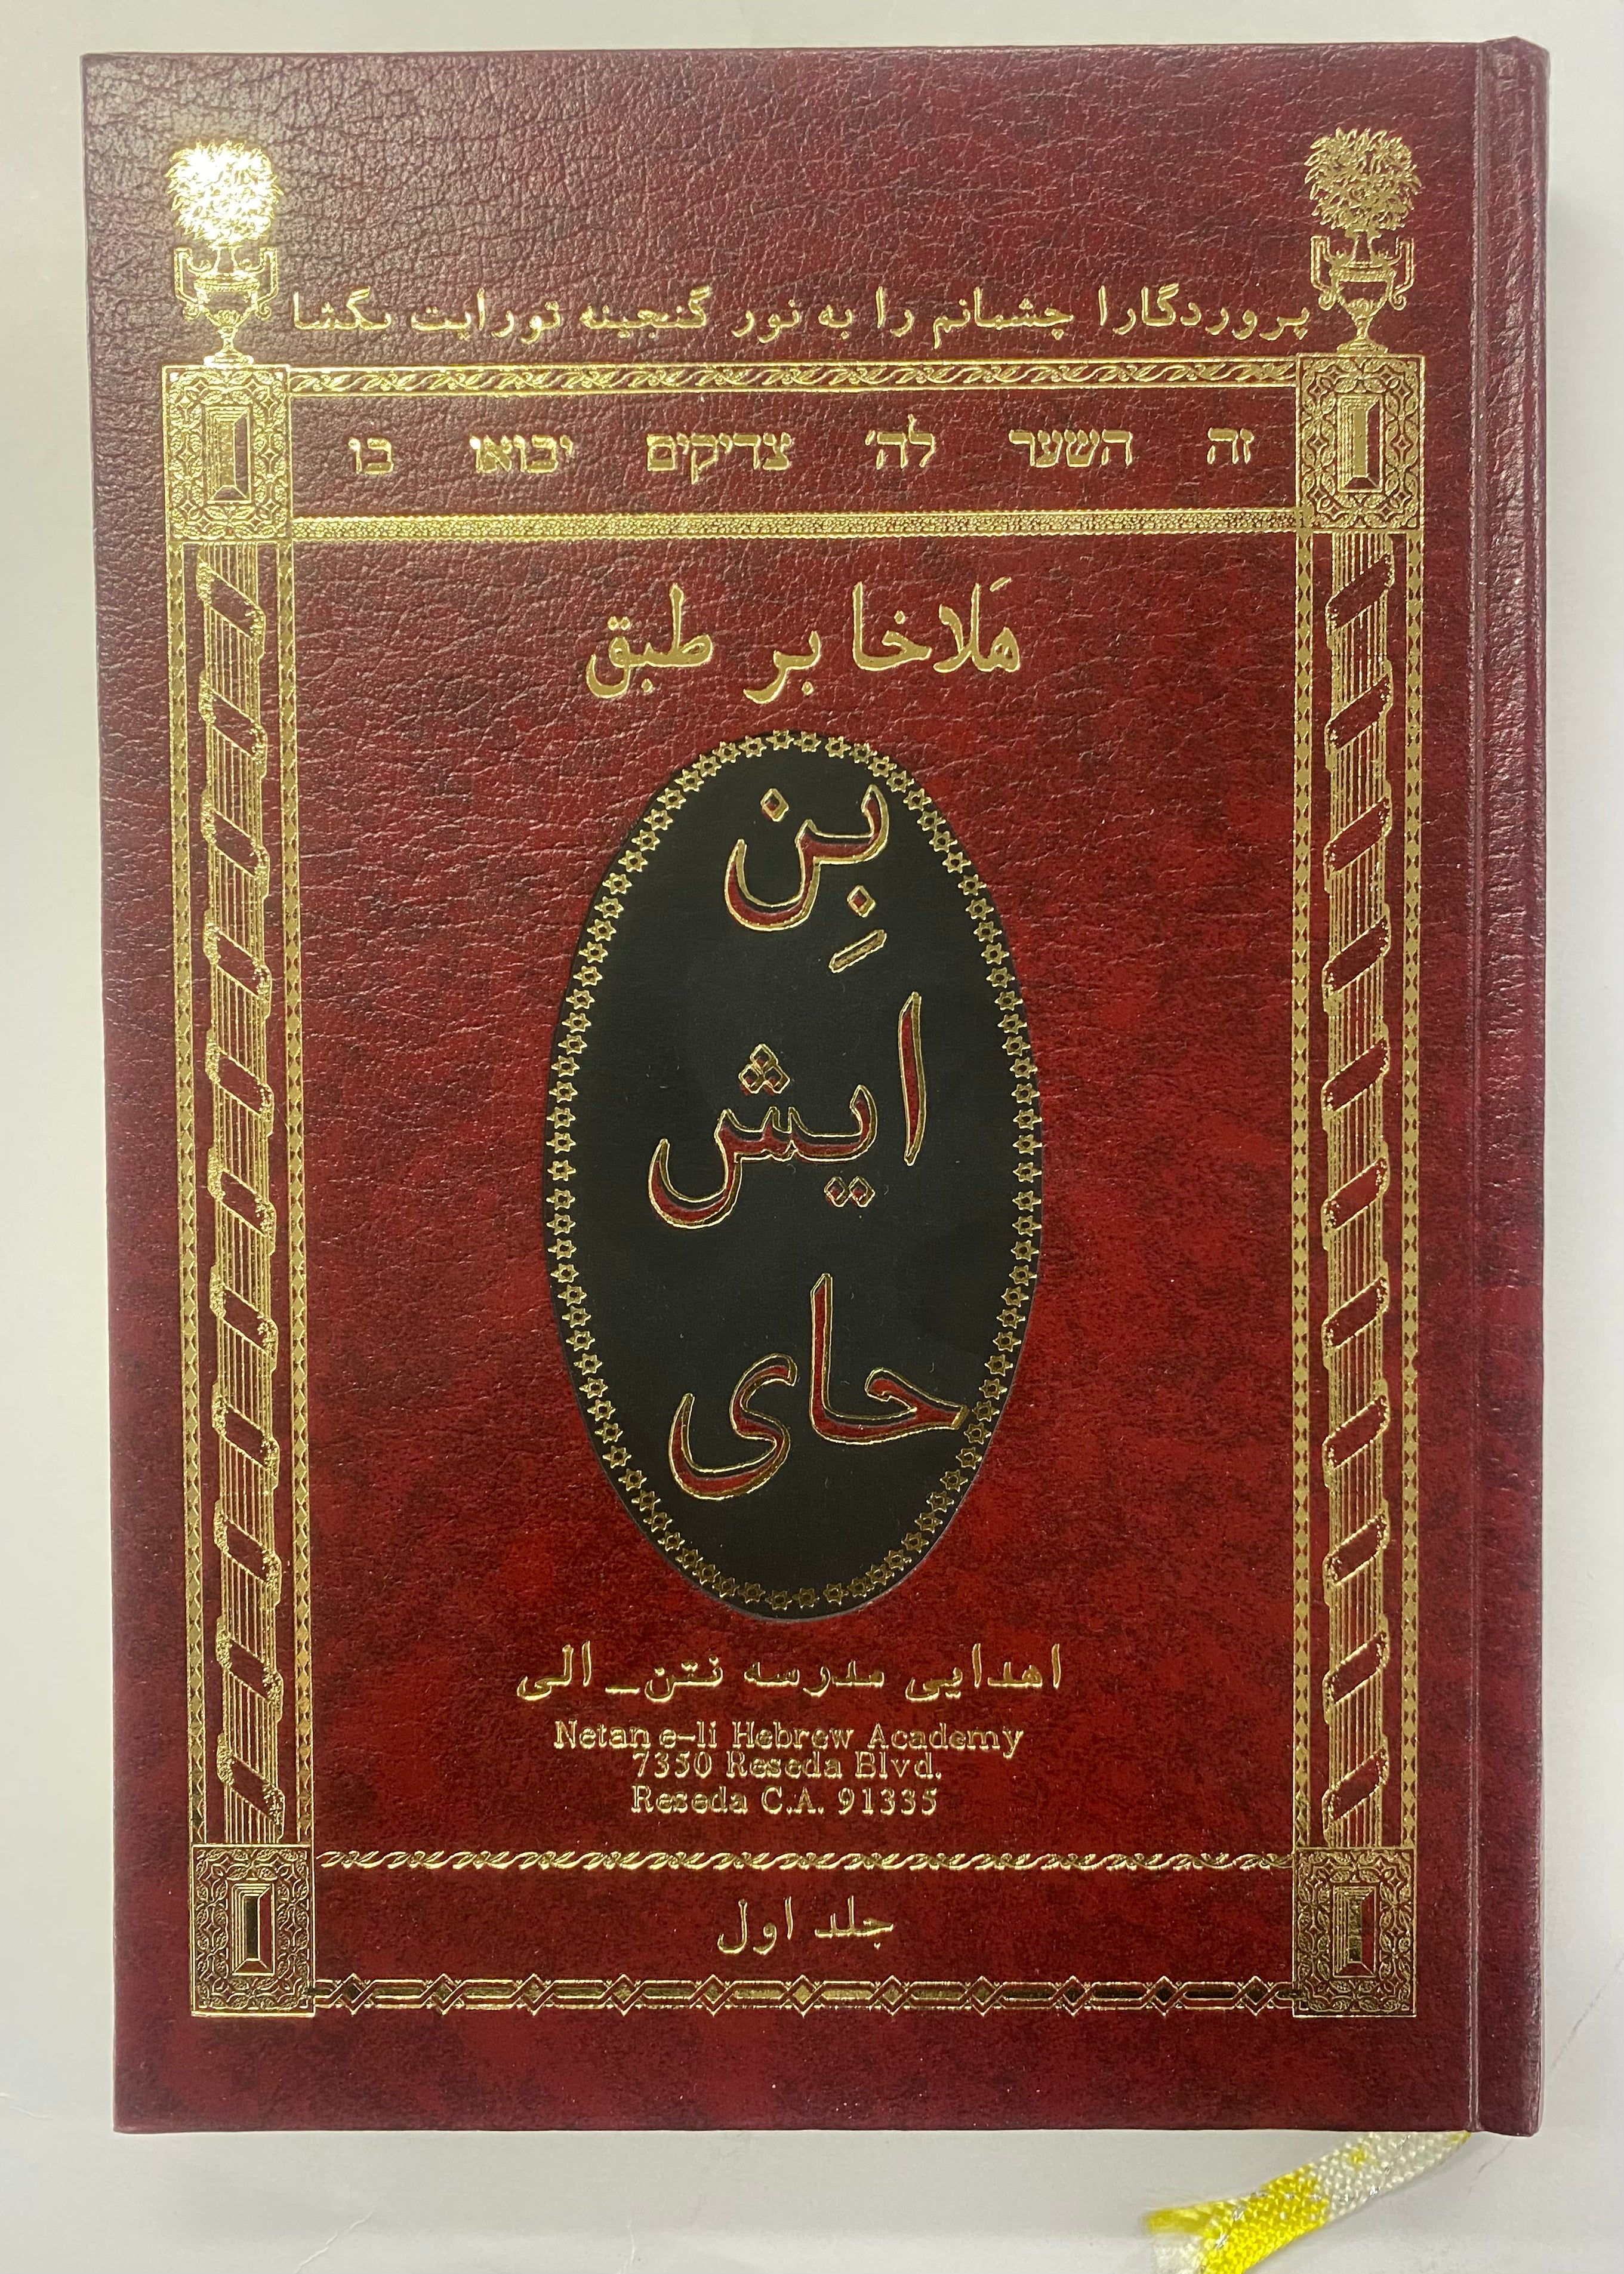 پروردگارا چشمانم را به نور گنجینه تورایت بگشا
זה השער לה' צדיקים יבואו בו
هَلاخا بر طبق
بِن
ایش
حای
اهدایی مدرسه نتن_الی
Netan e-li Hebrew Academy
7350 Reseda Blvd.
Reseda C.A. 91335
جلد اول